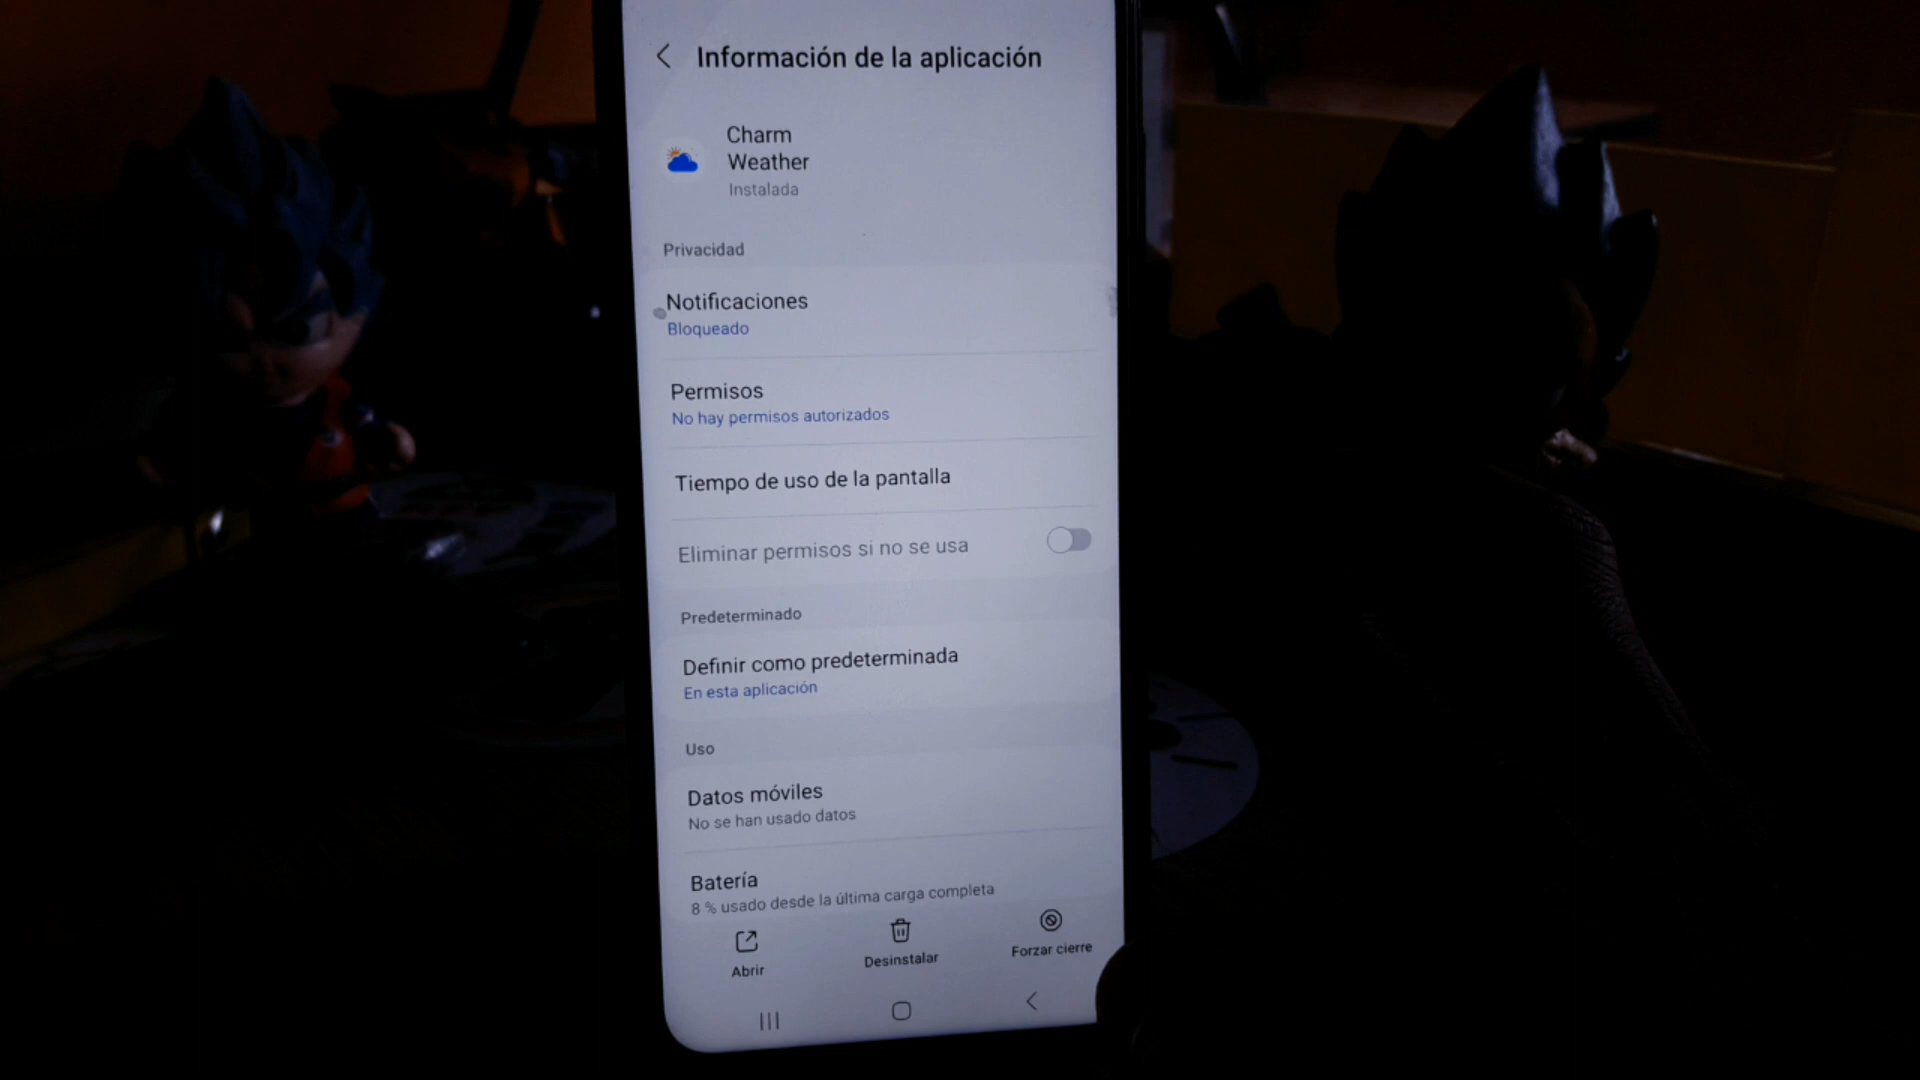 Información de la aplicación
Charm
Weather
Instalada
Privacidad
Notificaciones
Bloqueado
Permisos
No hay permisos autorizados
Tiempo de uso de la pantalla
Eliminar permisos si no se usa
Predeterminado
Definir como predeterminada
En esta aplicación
Uso
Datos móviles
No se han usado datos
Batería
8 % usado desde la última carga completa
Abrir
Desinstalar
Forzar cierre